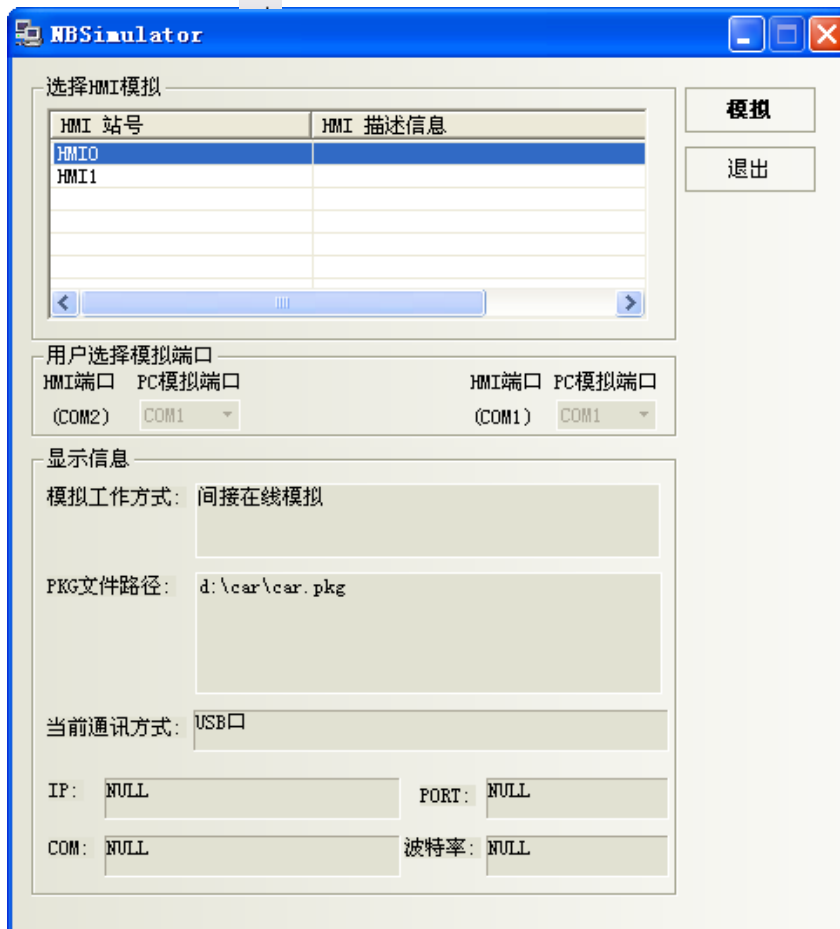 NBSimulator
选择HMI模拟
HMI 站号 HMI 描述信息
HMI0
HMI1
模拟
退出
用户选择模拟端口
HMI端口 PC模拟端口 HMI端口 PC模拟端口
(COM2) COM1 (COM1) COM1
显示信息
模拟工作方式: 间接在线模拟
PKG文件路径: d:\car\car.pkg
当前通讯方式: USB口
IP: NULL PORT: NULL
COM: NULL 波特率: NULL